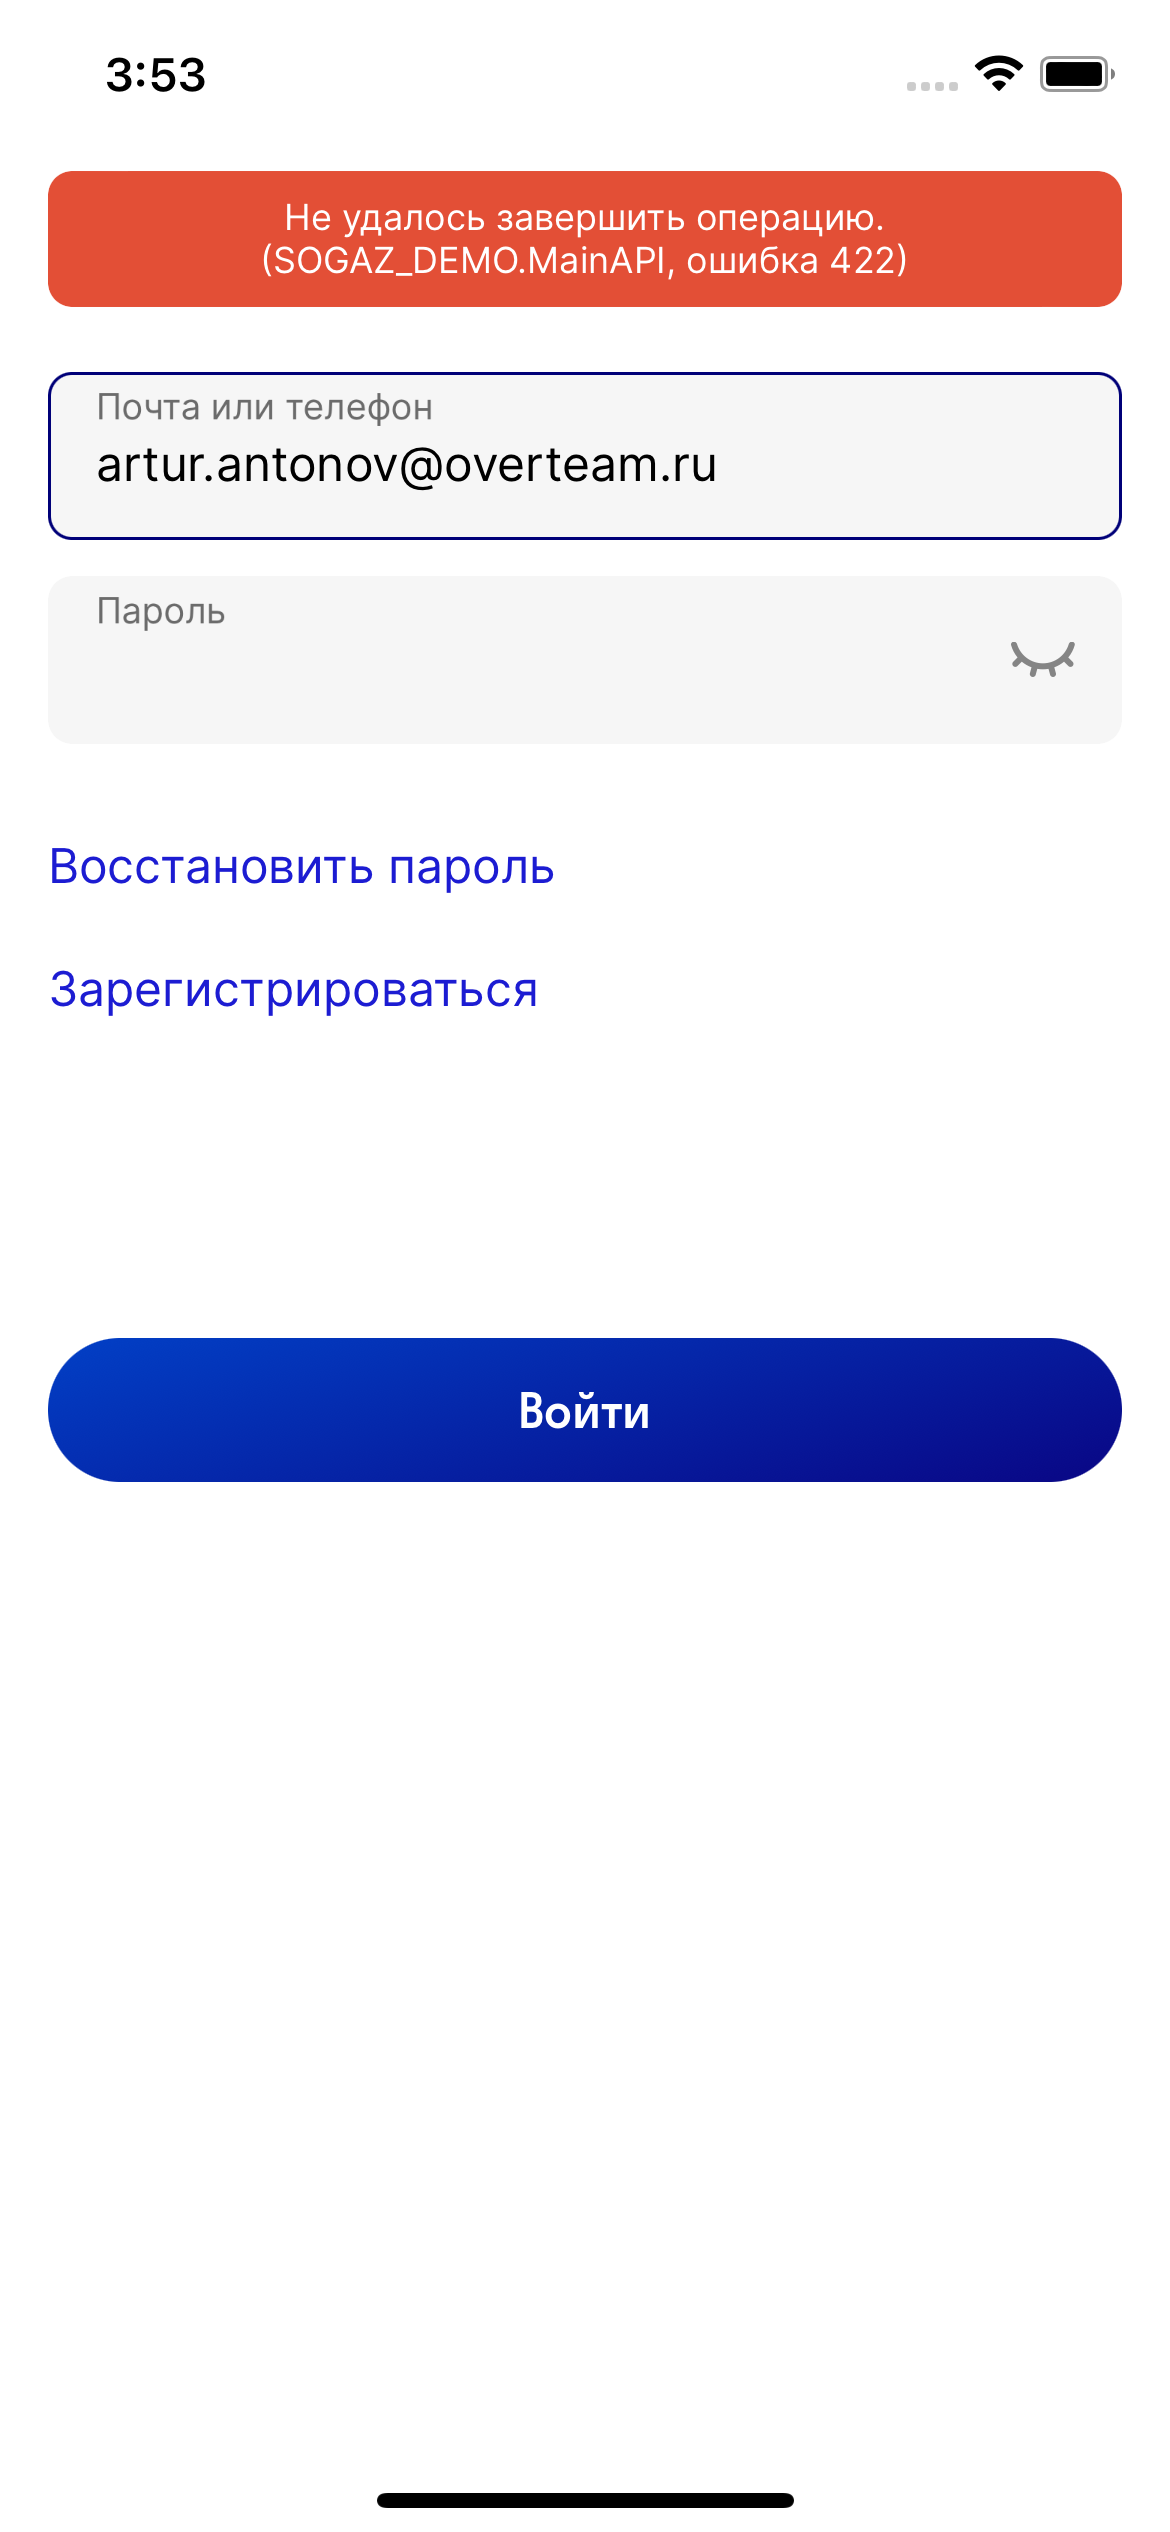 3:53
Не удалось завершить операцию.
(SOGAZ_DEMO.MainAPI, ошибка 422)
Почта или телефон
artur.antonov@overteam.ru
Пароль
Восстановить пароль
Зарегистрироваться
Войти